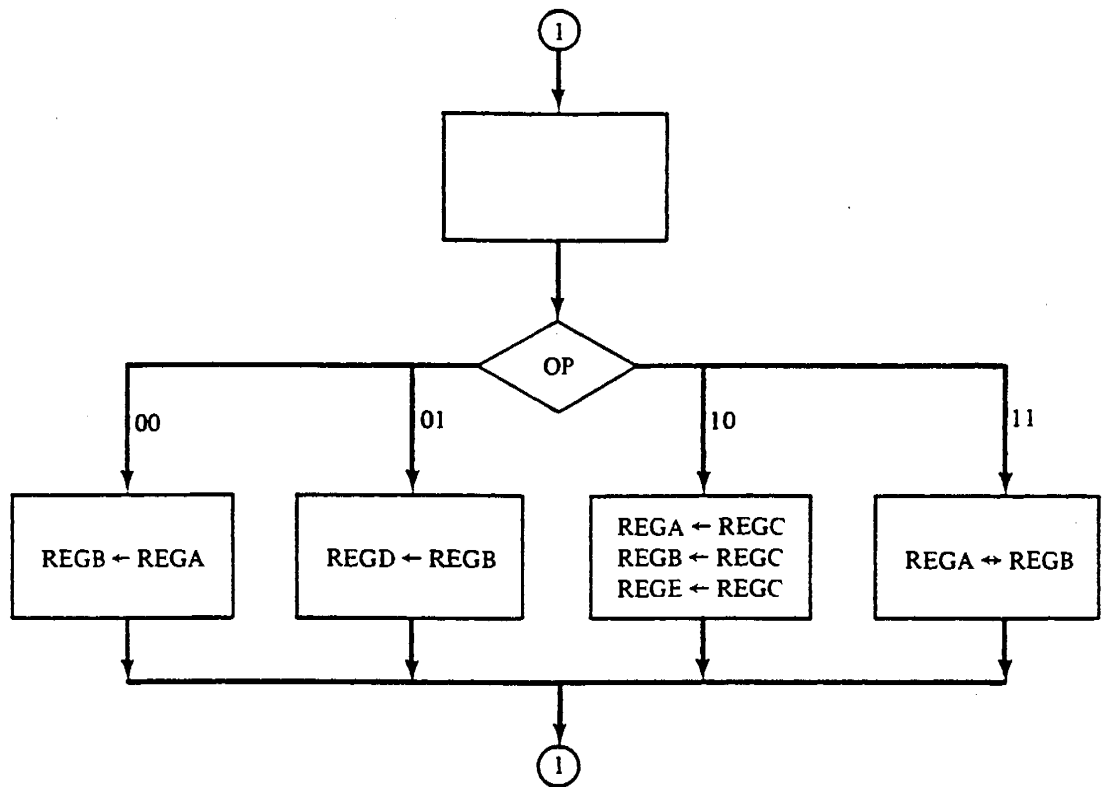 1
OP
00
01
10
11
REGB ← REGA
REGD ← REGB
REGA ← REGC
REGB ← REGC
REGE ← REGC
REGA ↔ REGB
1